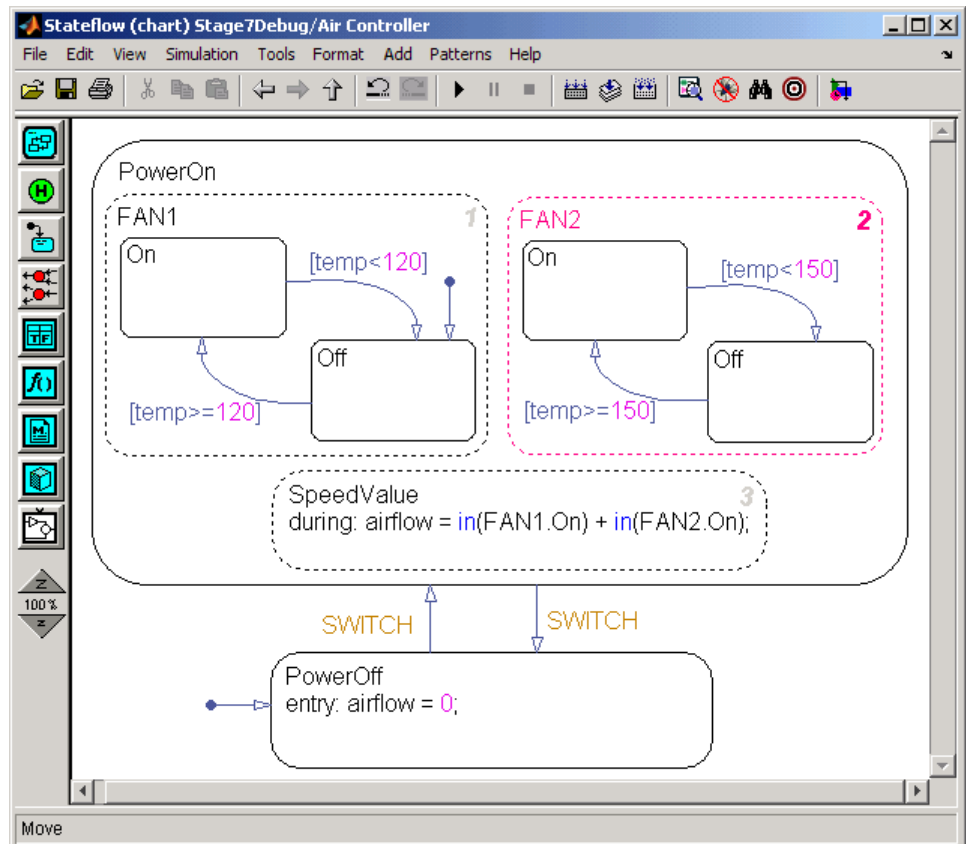 Stateflow (chart) Stage7Debug/Air Controller
File Edit View Simulation Tools Format Add Patterns Help
PowerOn
FAN1 1
On
[temp<120]
Off
[temp>=120]
FAN2 2
On
[temp<150]
Off
[temp>=150]
SpeedValue 3
during: airflow = in(FAN1.On) + in(FAN2.On);
SWITCH
SWITCH
PowerOff
entry: airflow = 0;
H
TF
f()
M
Z
100 %
Z
Move